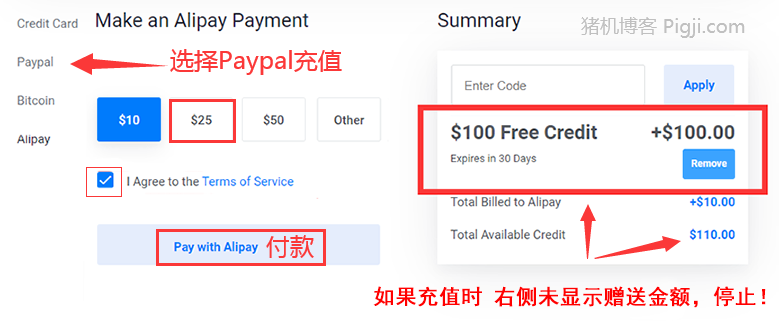 Credit Card
Paypal
Bitcoin
Alipay
Make an Alipay Payment
选择Paypal充值
$10
$25
$50
Other
I Agree to the Terms of Service
Pay with Alipay 付款
Summary
猪机博客 Pigji.com
Enter Code
Apply
$100 Free Credit
+$100.00
Expires in 30 Days
Remove
Total Billed to Alipay
+$10.00
Total Available Credit
$110.00
如果充值时 右侧未显示赠送金额，停止！